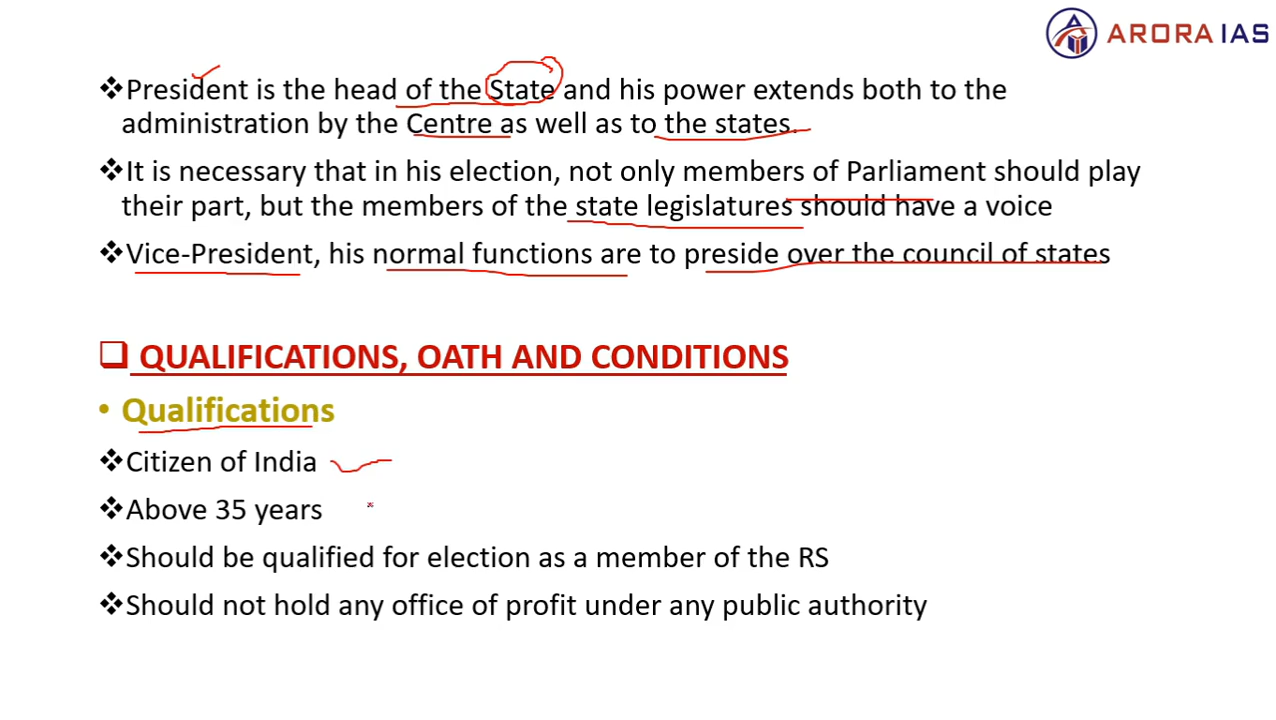 ARORA IAS
❖President is the head of the State and his power extends both to the
administration by the Centre as well as to the states.
❖It is necessary that in his election, not only members of Parliament should play
their part, but the members of the state legislatures should have a voice
❖Vice-President, his normal functions are to preside over the council of states
❑ QUALIFICATIONS, OATH AND CONDITIONS
• Qualifications
❖Citizen of India
❖Above 35 years
❖Should be qualified for election as a member of the RS
❖Should not hold any office of profit under any public authority